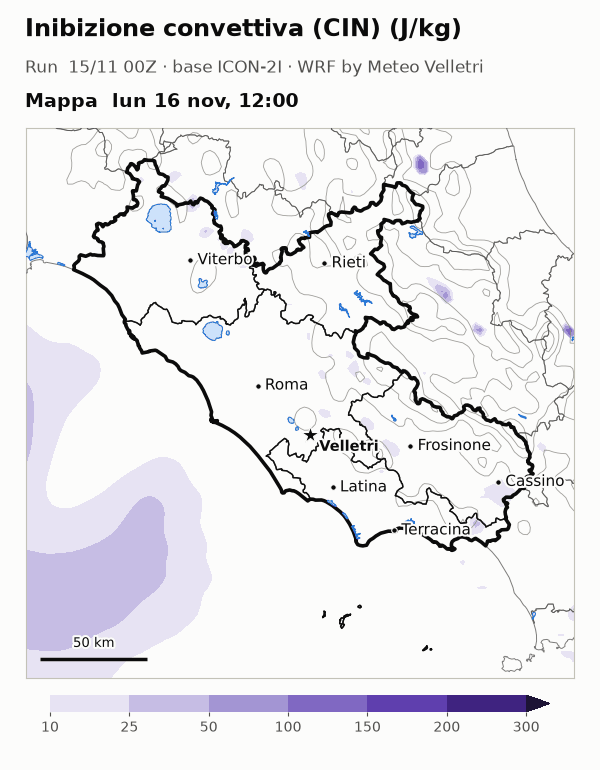 Inibizione convettiva (CIN) (J/kg)
Run  15/11 00Z · base ICON-2I · WRF by Meteo Velletri
Mappa  lun 16 nov, 12:00
Viterbo
Rieti
Roma
Velletri
Frosinone
Cassino
Latina
Terracina
50 km
10 25 50 100 150 200 300